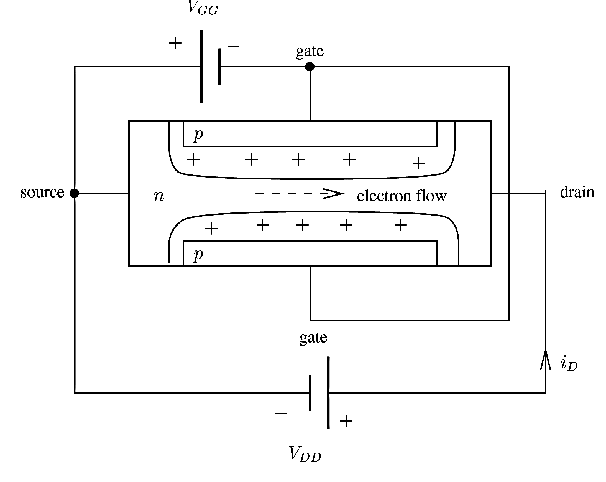 V_GG
+ −
gate
p
+ + + + +
source n electron flow drain
+ + + + +
p
gate
i_D
− +
V_DD